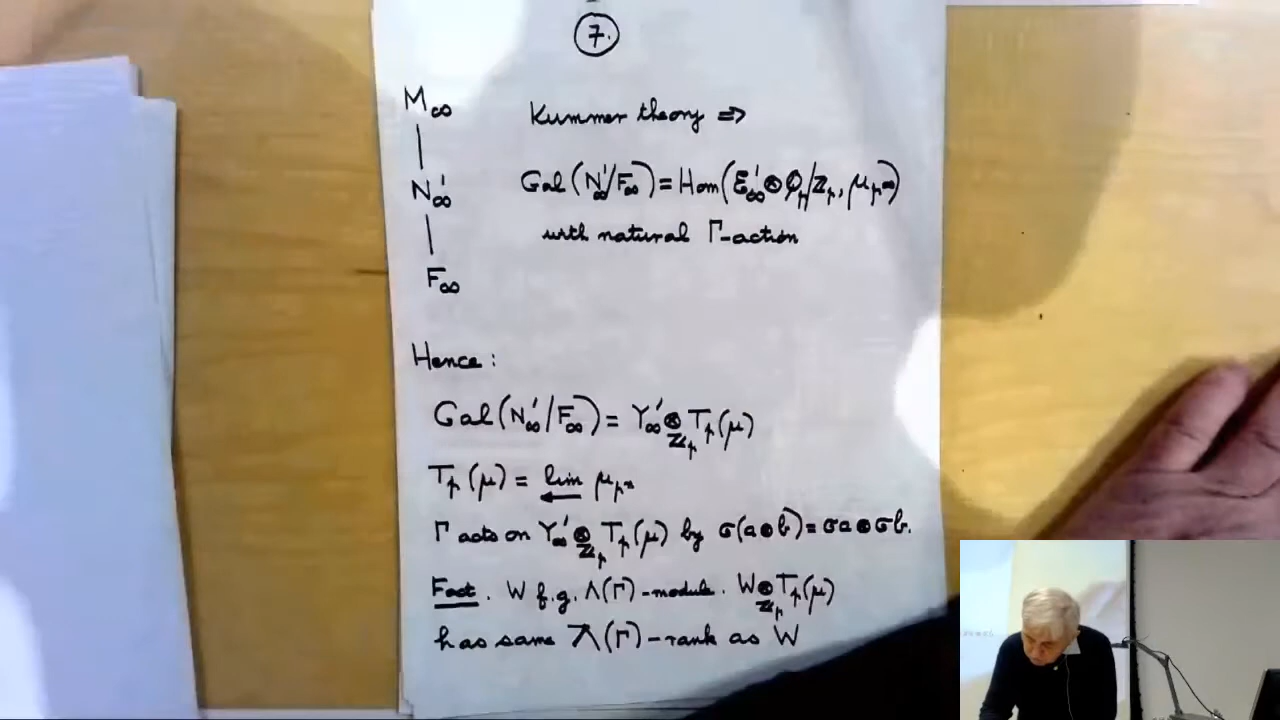 7.
M∞
N'∞
F∞
Kummer theory ⇒
Gal(N'∞/F∞) = Hom(ℰ'∞ ⊗ ℚp/ℤp, μp∞)
with natural Γ-action
Hence:
Gal(N'∞/F∞) = Y'∞ ⊗ℤp Tp(μ)
Tp(μ) = lim← μpⁿ
Γ acts on Y'∞ ⊗ℤp Tp(μ) by σ(a⊗b) = σa⊗σb.
Fact. W f.g. Λ(Γ)-module. W⊗ℤp Tp(μ)
has same Λ(Γ)-rank as W